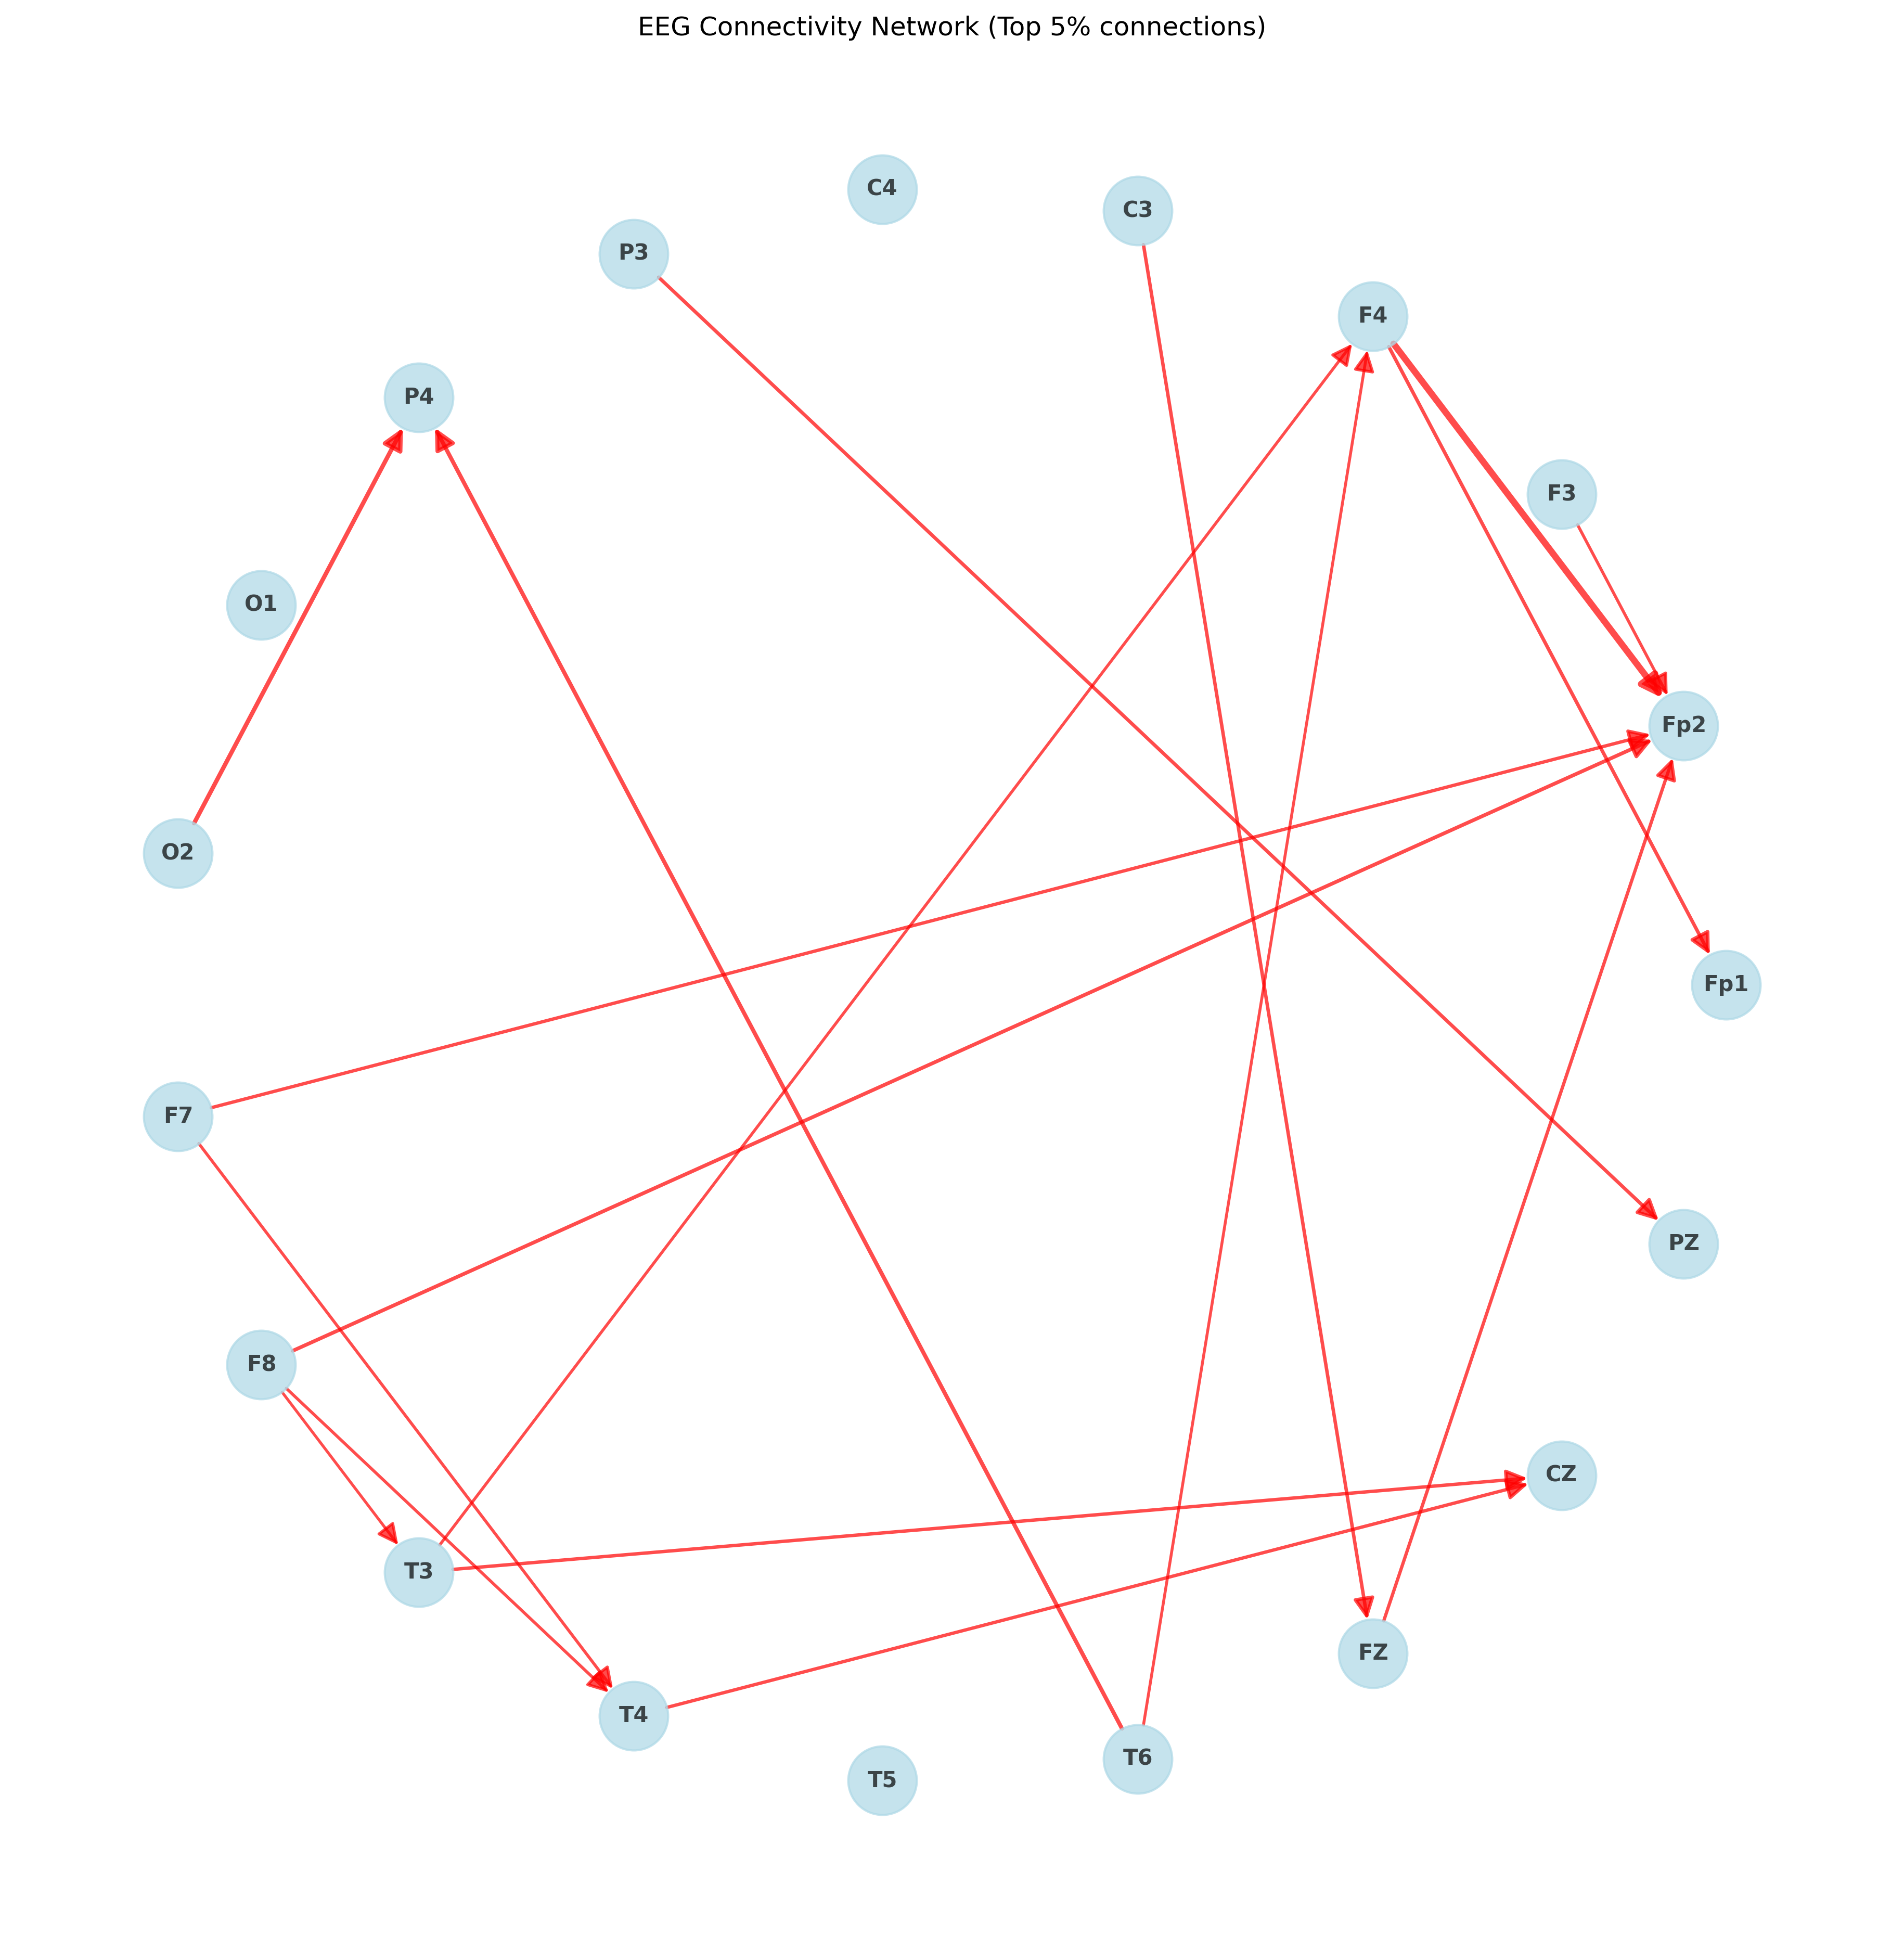 EEG Connectivity Network (Top 5% connections)
C4
C3
P3
F4
P4
F3
O1
Fp2
O2
Fp1
F7
PZ
F8
CZ
T3
FZ
T4
T6
T5